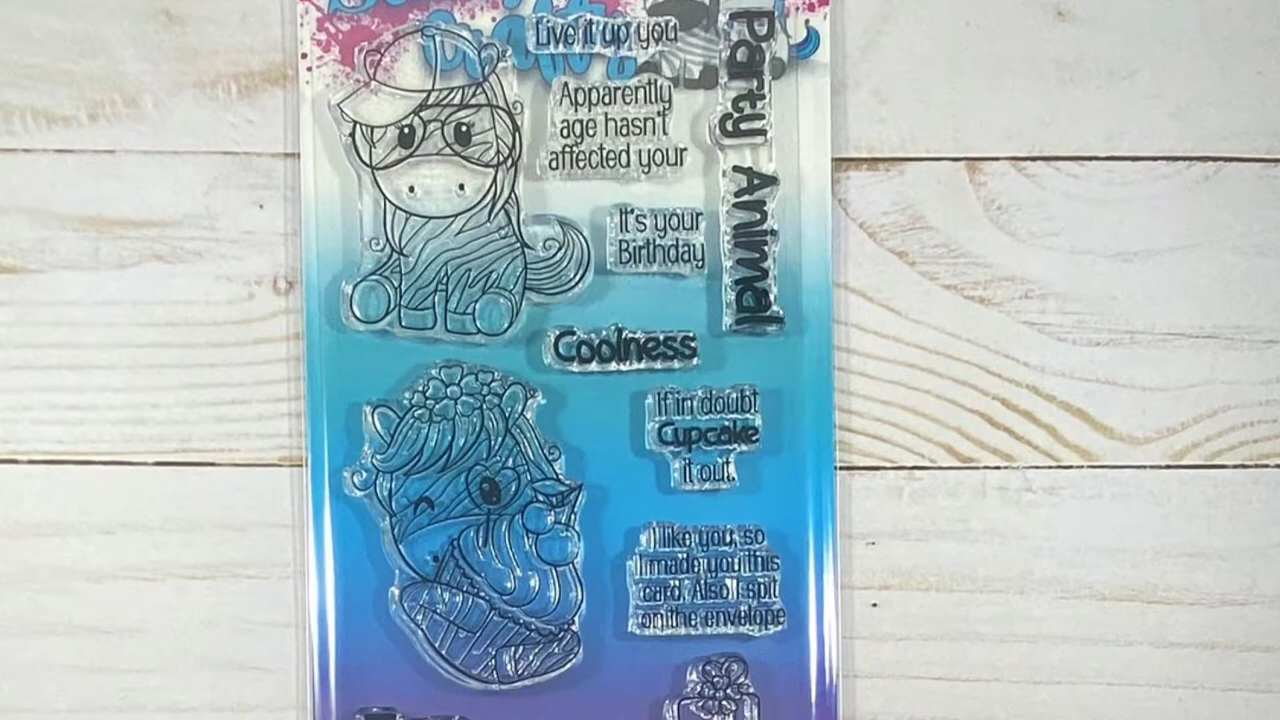 Live it up you
Party Animal
Apparently
age hasn't
affected your
It's your
Birthday
Coolness
If in doubt
Cupcake
it out.
I like you, so
I made you this
card. Also I spit
on the envelope